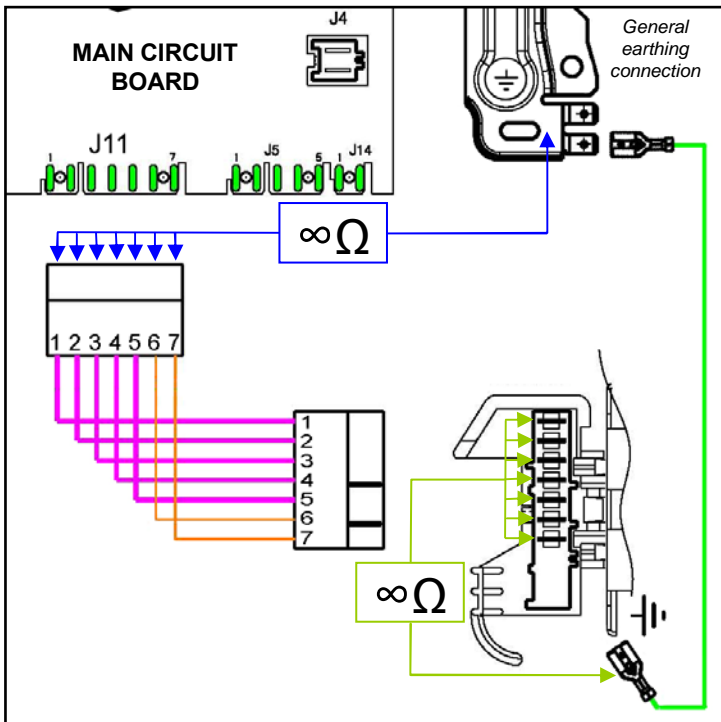 J4
General
earthing
connection
MAIN CIRCUIT
BOARD
J11
J5
J14
1
7
1
5
1
∞Ω
1 2 3 4 5 6 7
1
2
3
4
5
6
7
∞Ω